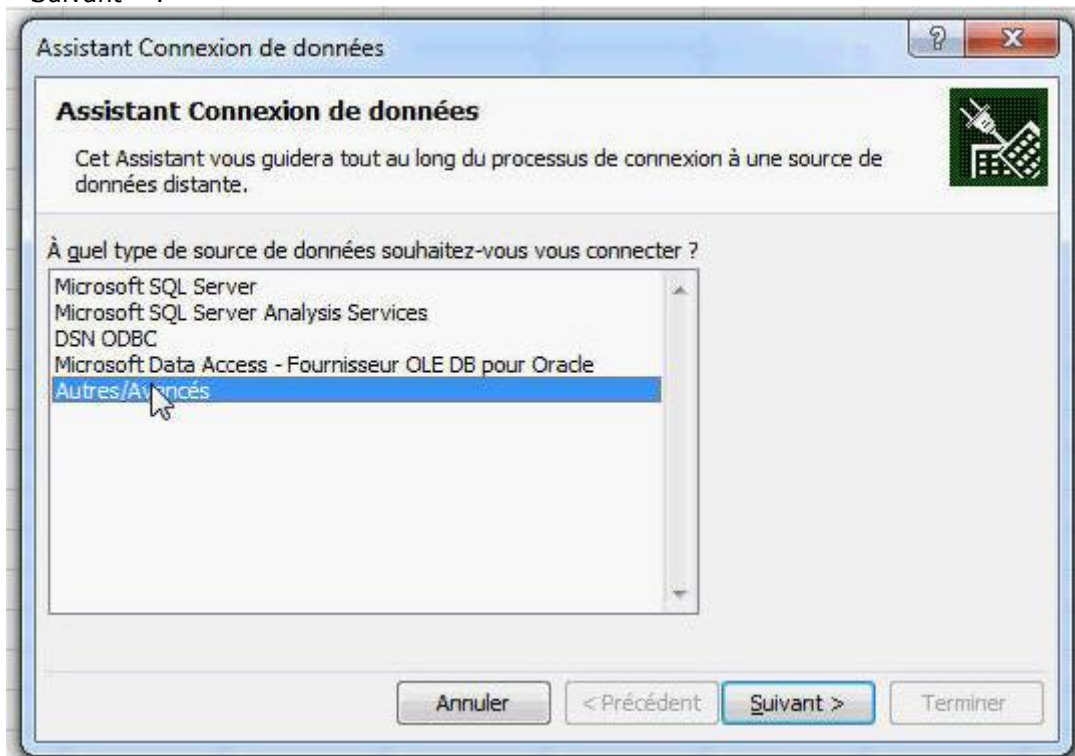 Suivant
Assistant Connexion de données
Assistant Connexion de données
Cet Assistant vous guidera tout au long du processus de connexion à une source de
données distante.
À quel type de source de données souhaitez-vous vous connecter ?
Microsoft SQL Server
Microsoft SQL Server Analysis Services
DSN ODBC
Microsoft Data Access - Fournisseur OLE DB pour Oracle
Autres/Avancés
Annuler
< Précédent
Suivant >
Terminer